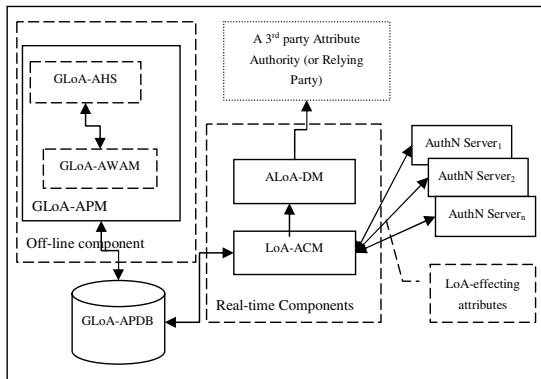 GLoA-AHS
GLoA-AWAM
GLoA-APM
Off-line component
GLoA-APDB
A 3rd party Attribute
Authority (or Relying
Party)
ALoA-DM
LoA-ACM
Real-time Components
AuthN Server1
AuthN Server2
AuthN Servern
LoA-effecting
attributes